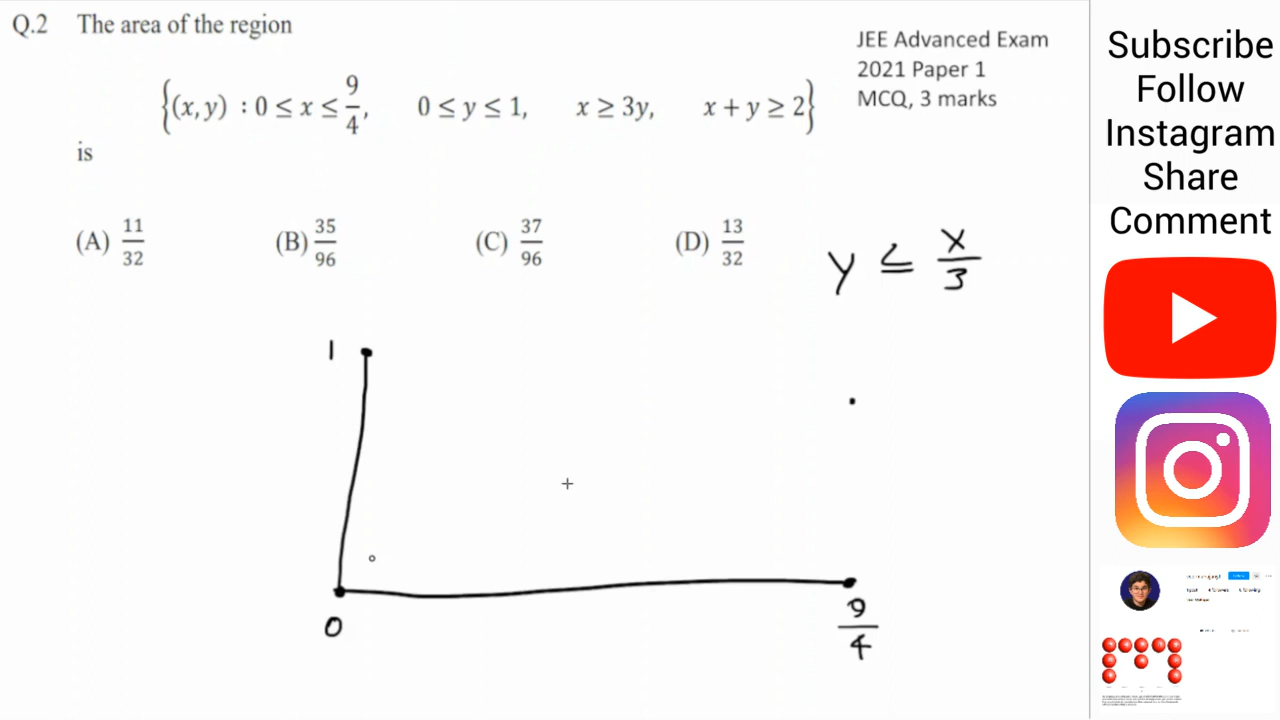 Q.2 The area of the region
{(x, y) : 0 ≤ x ≤ 9/4, 0 ≤ y ≤ 1, x ≥ 3y, x + y ≥ 2}
is
JEE Advanced Exam
2021 Paper 1
MCQ, 3 marks
(A) 11/32 (B) 35/96 (C) 37/96 (D) 13/32
y ≤ x/3
1
0
9/4
Subscribe
Follow
Instagram
Share
Comment